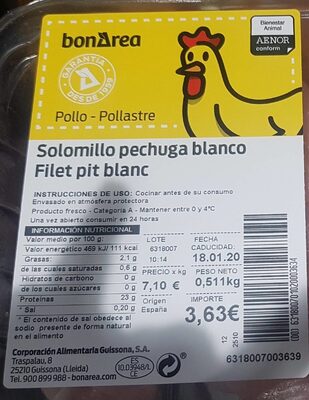 bonÀrea
GARANTIA
DES DE 1959
Bienestar
Animal
AENOR
conform
Pollo - Pollastre
Solomillo pechuga blanco
Filet pit blanc
INSTRUCCIONES DE USO: Cocinar antes de su consumo
Envasado en atmósfera protectora
Una vez abierto consumir en 24 horas
Producto fresco - Categoría A - Mantener entre 0 y 4ºC
INFORMACIÓN NUTRICIONAL
Valor medio por 100 g:
Valor energético 469 kJ/ 111 kcal
Grasas: 2,1 g
de las cuales saturadas 0,6 g
Hidratos de carbono 0 g
de los cuales azúcares 0 g
Proteínas 23 g
* Sal 0,20 g
* El contenido de sal obedece al
sodio presente de forma natural
en el alimento
LOTE
6318007
10:14
FECHA
CADUCIDAD:
18.01.20
PRECIO x kg
7,10 €
PESO NETO
0,511kg
Origen
España
IMPORTE
3,63€
12
2510
000 63180071020003634
Corporación Alimentaria Guissona, S.A.
Traspalau, 8
25210 Guissona (Lleida)
Tel. 900 899 988 - bonarea.com
ES
10.03948/L
CE
6318007003639